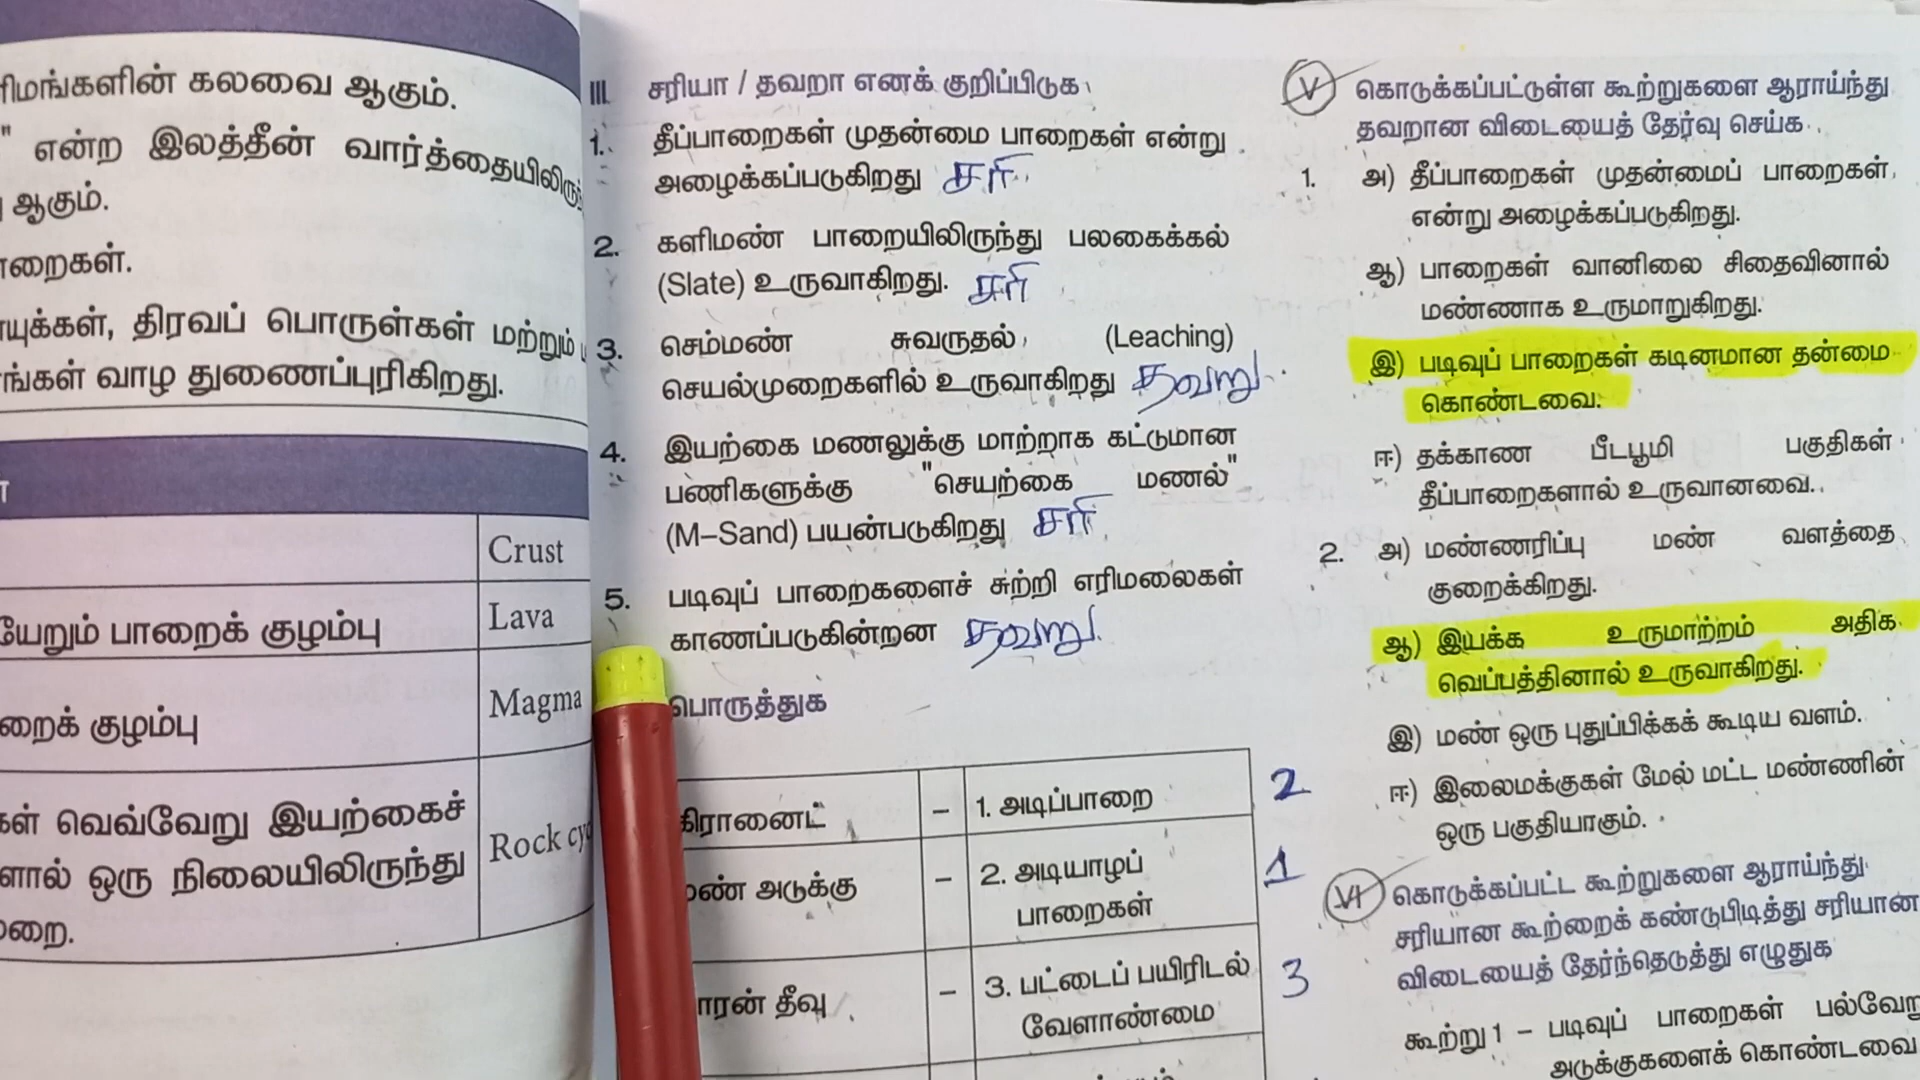 கலவை ஆகும்.
" என்ற இலத்தீன்
ஆகும்.
திரவப் பொருள்கள் மற்றும்
வாழ துணைப்புரிகிறது.
Crust
பாறைக் குழம்பு
Lava
குழம்பு
Magma
வெவ்வேறு இயற்கைச்
ஒரு நிலையிலிருந்து
Rock
III. சரியா / தவறா எனக் குறிப்பிடுக
1. தீப்பாறைகள் முதன்மை பாறைகள் என்று
அழைக்கப்படுகிறது சரி
2. களிமண் பாறையிலிருந்து பலகைக்கல்
(Slate) உருவாகிறது. சரி
3. செம்மண் சுவருதல் (Leaching)
செயல்முறைகளில் உருவாகிறது தவறு
4. இயற்கை மணலுக்கு மாற்றாக கட்டுமான
பணிகளுக்கு "செயற்கை மணல்"
(M-Sand) பயன்படுகிறது சரி
5. படிவுப் பாறைகளைச் சுற்றி எரிமலைகள்
காணப்படுகின்றன தவறு
பொருத்துக
கிரானைட் – 1. அடிப்பாறை 2
மண் அடுக்கு – 2. அடியாழப் 1
பாறைகள்
தீவு – 3. பட்டைப் பயிரிடல் 3
வேளாண்மை
V கொடுக்கப்பட்டுள்ள கூற்றுகளை ஆராய்ந்து
தவறான விடையைத் தேர்வு செய்க
1. அ) தீப்பாறைகள் முதன்மைப் பாறைகள்
என்று அழைக்கப்படுகிறது.
ஆ) பாறைகள் வானிலை சிதைவினால்
மண்ணாக உருமாறுகிறது.
இ) படிவுப் பாறைகள் கடினமான தன்மை
கொண்டவை.
ஈ) தக்காண பீடபூமி பகுதிகள்
தீப்பாறைகளால் உருவானவை.
2. அ) மண்ணரிப்பு மண் வளத்தை
குறைக்கிறது.
ஆ) இயக்க உருமாற்றம் அதிக
வெப்பத்தினால் உருவாகிறது.
இ) மண் ஒரு புதுப்பிக்கக் கூடிய வளம்.
ஈ) இலைமக்குகள் மேல் மட்ட மண்ணின்
ஒரு பகுதியாகும்.
VI கொடுக்கப்பட்ட கூற்றுகளை ஆராய்ந்து
சரியான கூற்றைக் கண்டுபிடித்து சரியான
விடையைத் தேர்ந்தெடுத்து எழுதுக
கூற்று 1 – படிவுப் பாறைகள் பல்வேறு
அடுக்குகளைக் கொண்டவை